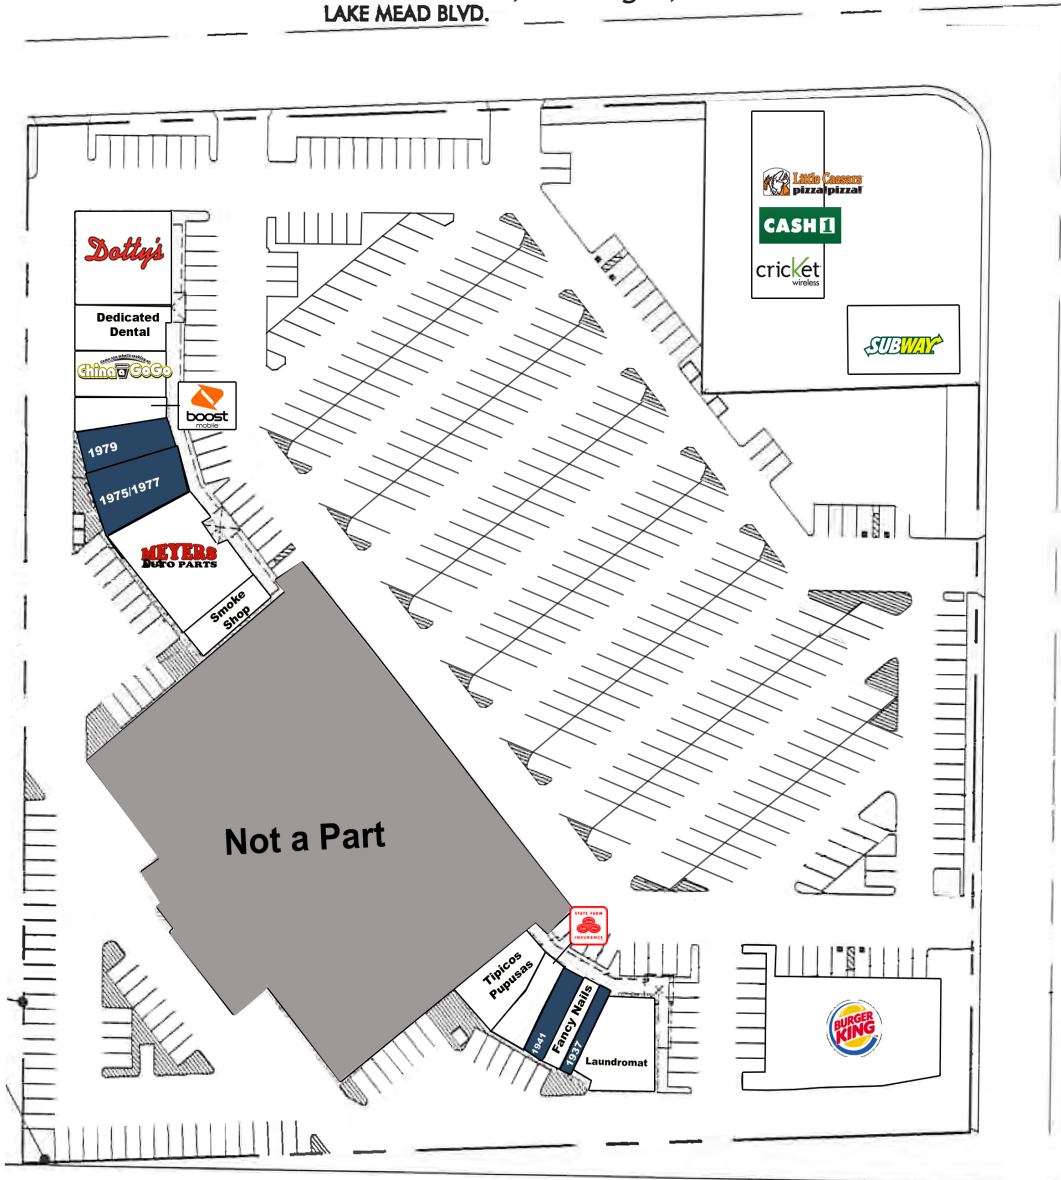 LAKE MEAD BLVD.
Little Caesars
pizza!pizza!
CASH 1
cricket
wireless
SUBWAY
Dotty's
Dedicated
Dental
China a GoGo
boost
mobile
1979
1975/1977
MEYERS
AUTO PARTS
Smoke
Shop
Not a Part
STATE FARM
INSURANCE
Tipicos
Pupusas
1941
Fancy Nails
1937
Laundromat
BURGER
KING